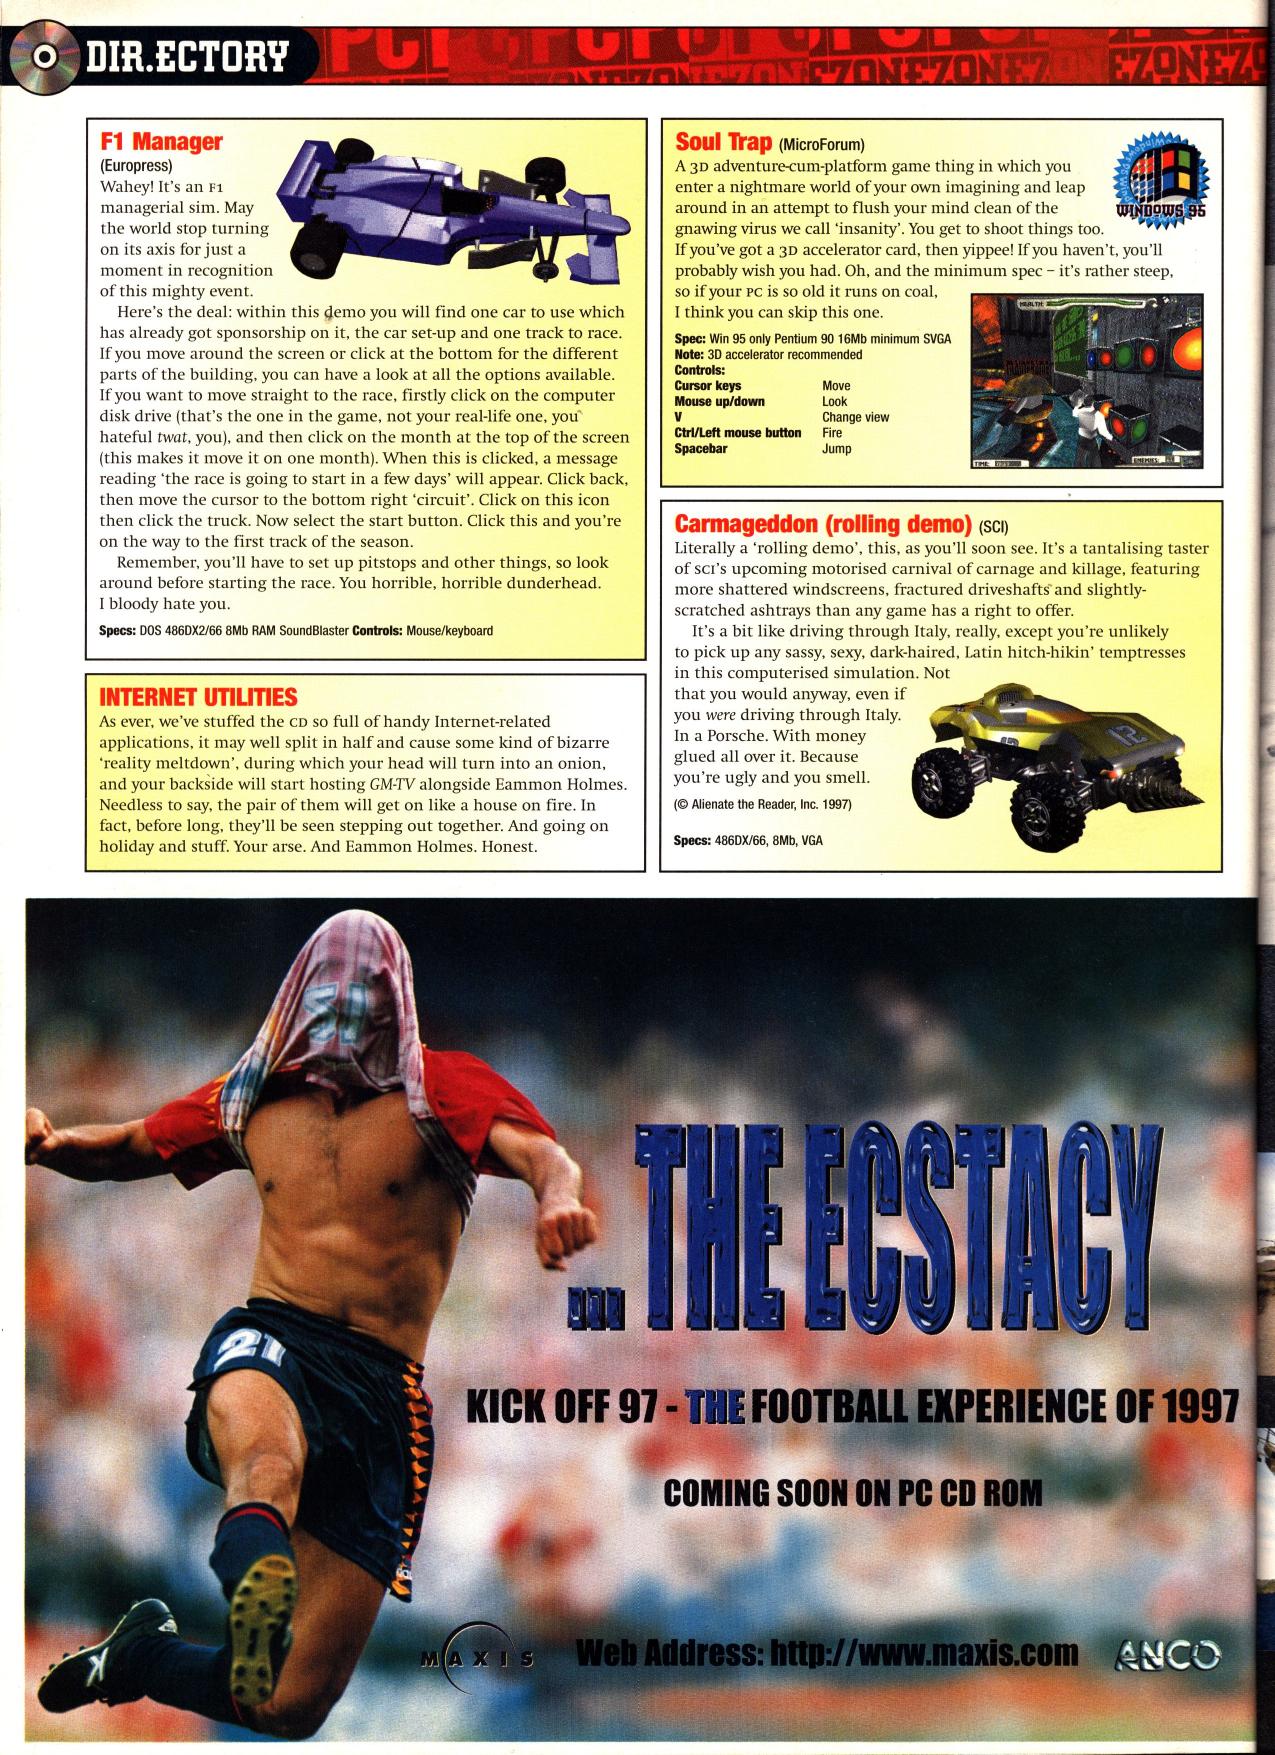 DIR.ECTORY
F1 Manager
(Europress)
Wahey! It's an F1
managerial sim. May
the world stop turning
on its axis for just a
moment in recognition
of this mighty event.
Here's the deal: within this demo you will find one car to use which
has already got sponsorship on it, the car set-up and one track to race.
If you move around the screen or click at the bottom for the different
parts of the building, you can have a look at all the options available.
If you want to move straight to the race, firstly click on the computer
disk drive (that's the one in the game, not your real-life one, you
hateful twat, you), and then click on the month at the top of the screen
(this makes it move it on one month). When this is clicked, a message
reading 'the race is going to start in a few days' will appear. Click back,
then move the cursor to the bottom right 'circuit'. Click on this icon
then click the truck. Now select the start button. Click this and you're
on the way to the first track of the season.
Remember, you'll have to set up pitstops and other things, so look
around before starting the race. You horrible, horrible dunderhead.
I bloody hate you.
Specs: DOS 486DX2/66 8Mb RAM SoundBlaster Controls: Mouse/keyboard
INTERNET UTILITIES
As ever, we've stuffed the CD so full of handy Internet-related
applications, it may well split in half and cause some kind of bizarre
'reality meltdown', during which your head will turn into an onion,
and your backside will start hosting GM-TV alongside Eammon Holmes.
Needless to say, the pair of them will get on like a house on fire. In
fact, before long, they'll be seen stepping out together. And going on
holiday and stuff. Your arse. And Eammon Holmes. Honest.
Soul Trap (MicroForum)
A 3D adventure-cum-platform game thing in which you
enter a nightmare world of your own imagining and leap
around in an attempt to flush your mind clean of the
gnawing virus we call 'insanity'. You get to shoot things too.
If you've got a 3D accelerator card, then yippee! If you haven't, you'll
probably wish you had. Oh, and the minimum spec – it's rather steep,
so if your PC is so old it runs on coal,
I think you can skip this one.
WINDOWS 95
Spec: Win 95 only Pentium 90 16Mb minimum SVGA
Note: 3D accelerator recommended
Controls:
Cursor keys Move
Mouse up/down Look
V Change view
Ctrl/Left mouse button Fire
Spacebar Jump
HEALTH:
TIME:
ENEMIES:
Carmageddon (rolling demo) (SCI)
Literally a 'rolling demo', this, as you'll soon see. It's a tantalising taster
of SCI's upcoming motorised carnival of carnage and killage, featuring
more shattered windscreens, fractured driveshafts and slightly-
scratched ashtrays than any game has a right to offer.
It's a bit like driving through Italy, really, except you're unlikely
to pick up any sassy, sexy, dark-haired, Latin hitch-hikin' temptresses
in this computerised simulation. Not
that you would anyway, even if
you were driving through Italy.
In a Porsche. With money
glued all over it. Because
you're ugly and you smell.
(© Alienate the Reader, Inc. 1997)
Specs: 486DX/66, 8Mb, VGA
12
21
... THE ECSTACY
KICK OFF 97 - THE FOOTBALL EXPERIENCE OF 1997
COMING SOON ON PC CD ROM
MAXIS
Web Address: http://www.maxis.com
ANCO